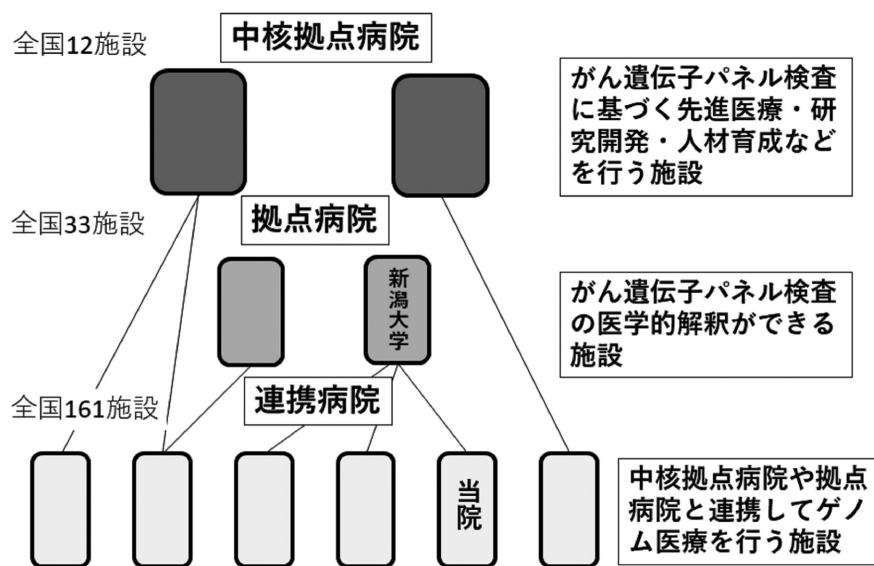 全国12施設
中核拠点病院
がん遺伝子パネル検査
に基づく先進医療・研
究開発・人材育成など
を行う施設
全国33施設
拠点病院
新潟大学
がん遺伝子パネル検査
の医学的解釈ができる
施設
全国161施設
連携病院
当院
中核拠点病院や拠点
病院と連携してゲノ
ム医療を行う施設